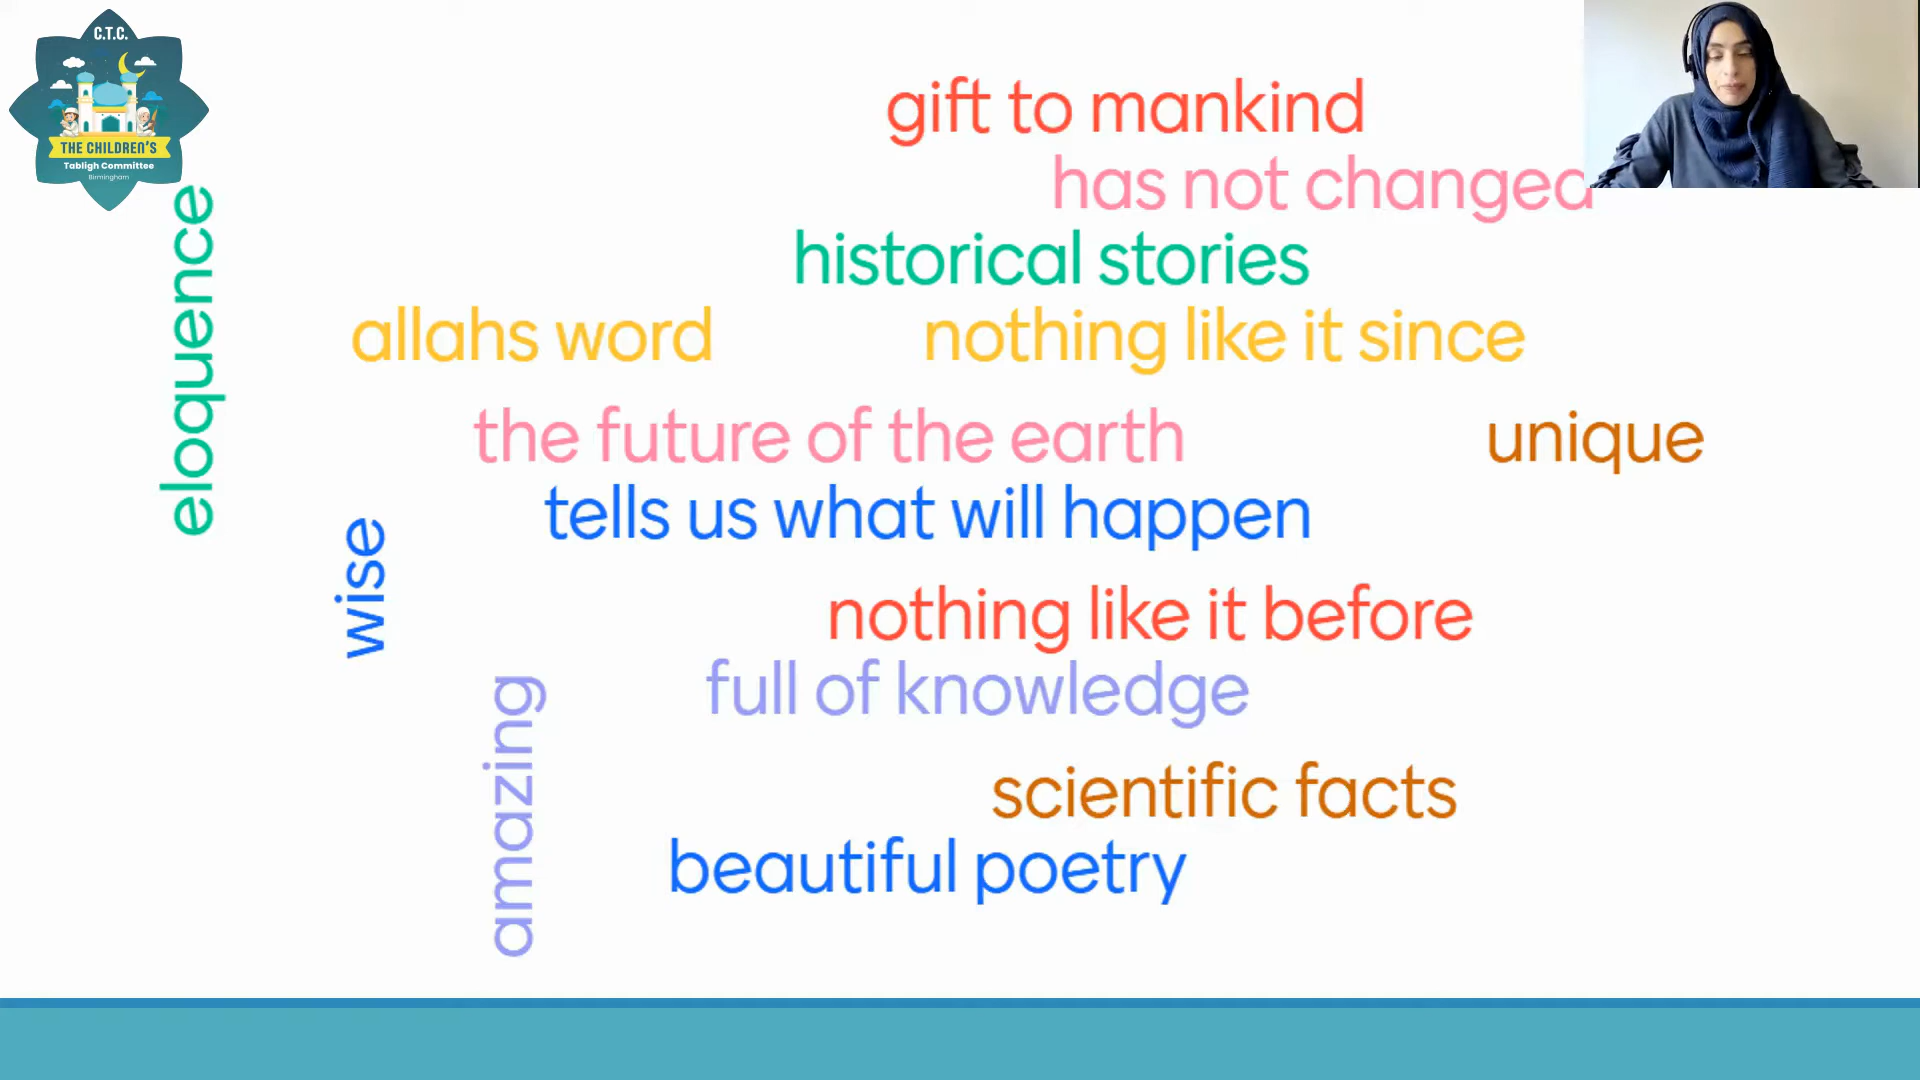 C.T.C.
THE CHILDREN'S
Tabligh Committee
Birmingham
gift to mankind
has not changed
historical stories
eloquence
allahs word
nothing like it since
the future of the earth
unique
tells us what will happen
wise
nothing like it before
full of knowledge
amazing
scientific facts
beautiful poetry